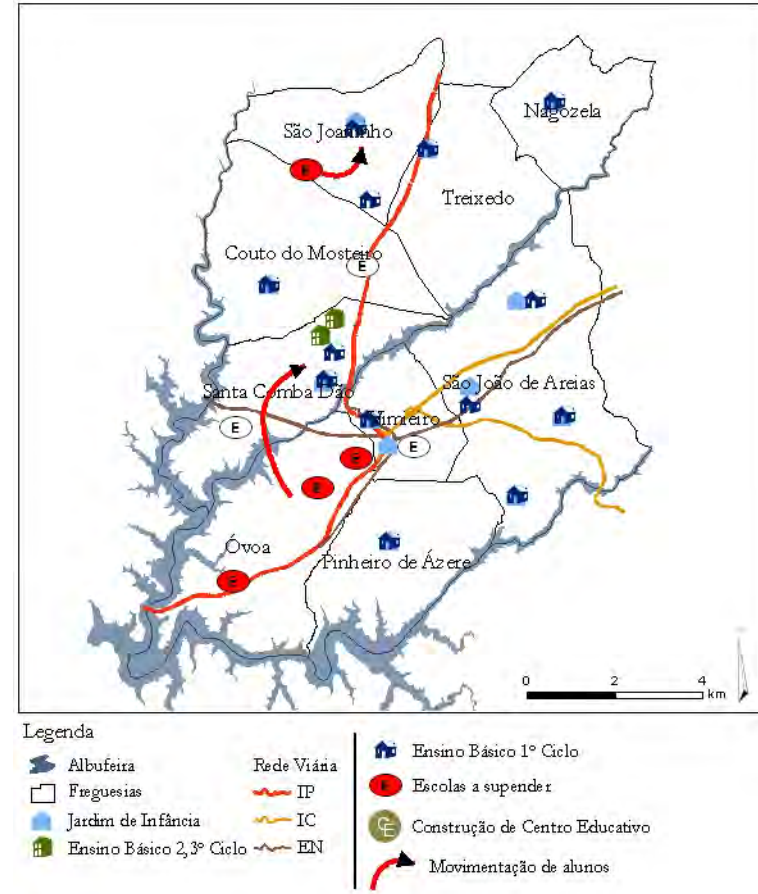 Nagozela
São Joaninho
E
Treixedo
Couto do Mosteiro
E
São João de Areias
Santa Comba Dão
Vimieiro
E
E
E
E
Óvoa
Pinheiro de Ázere
E
0 2 4
km
Legenda
Albufeira
Freguesias
Jardim de Infância
Ensino Básico 2,3º Ciclo
Rede Viária
IP
IC
EN
Ensino Básico 1º Ciclo
E Escolas a supender
CE Construção de Centro Educativo
Movimentação de alunos